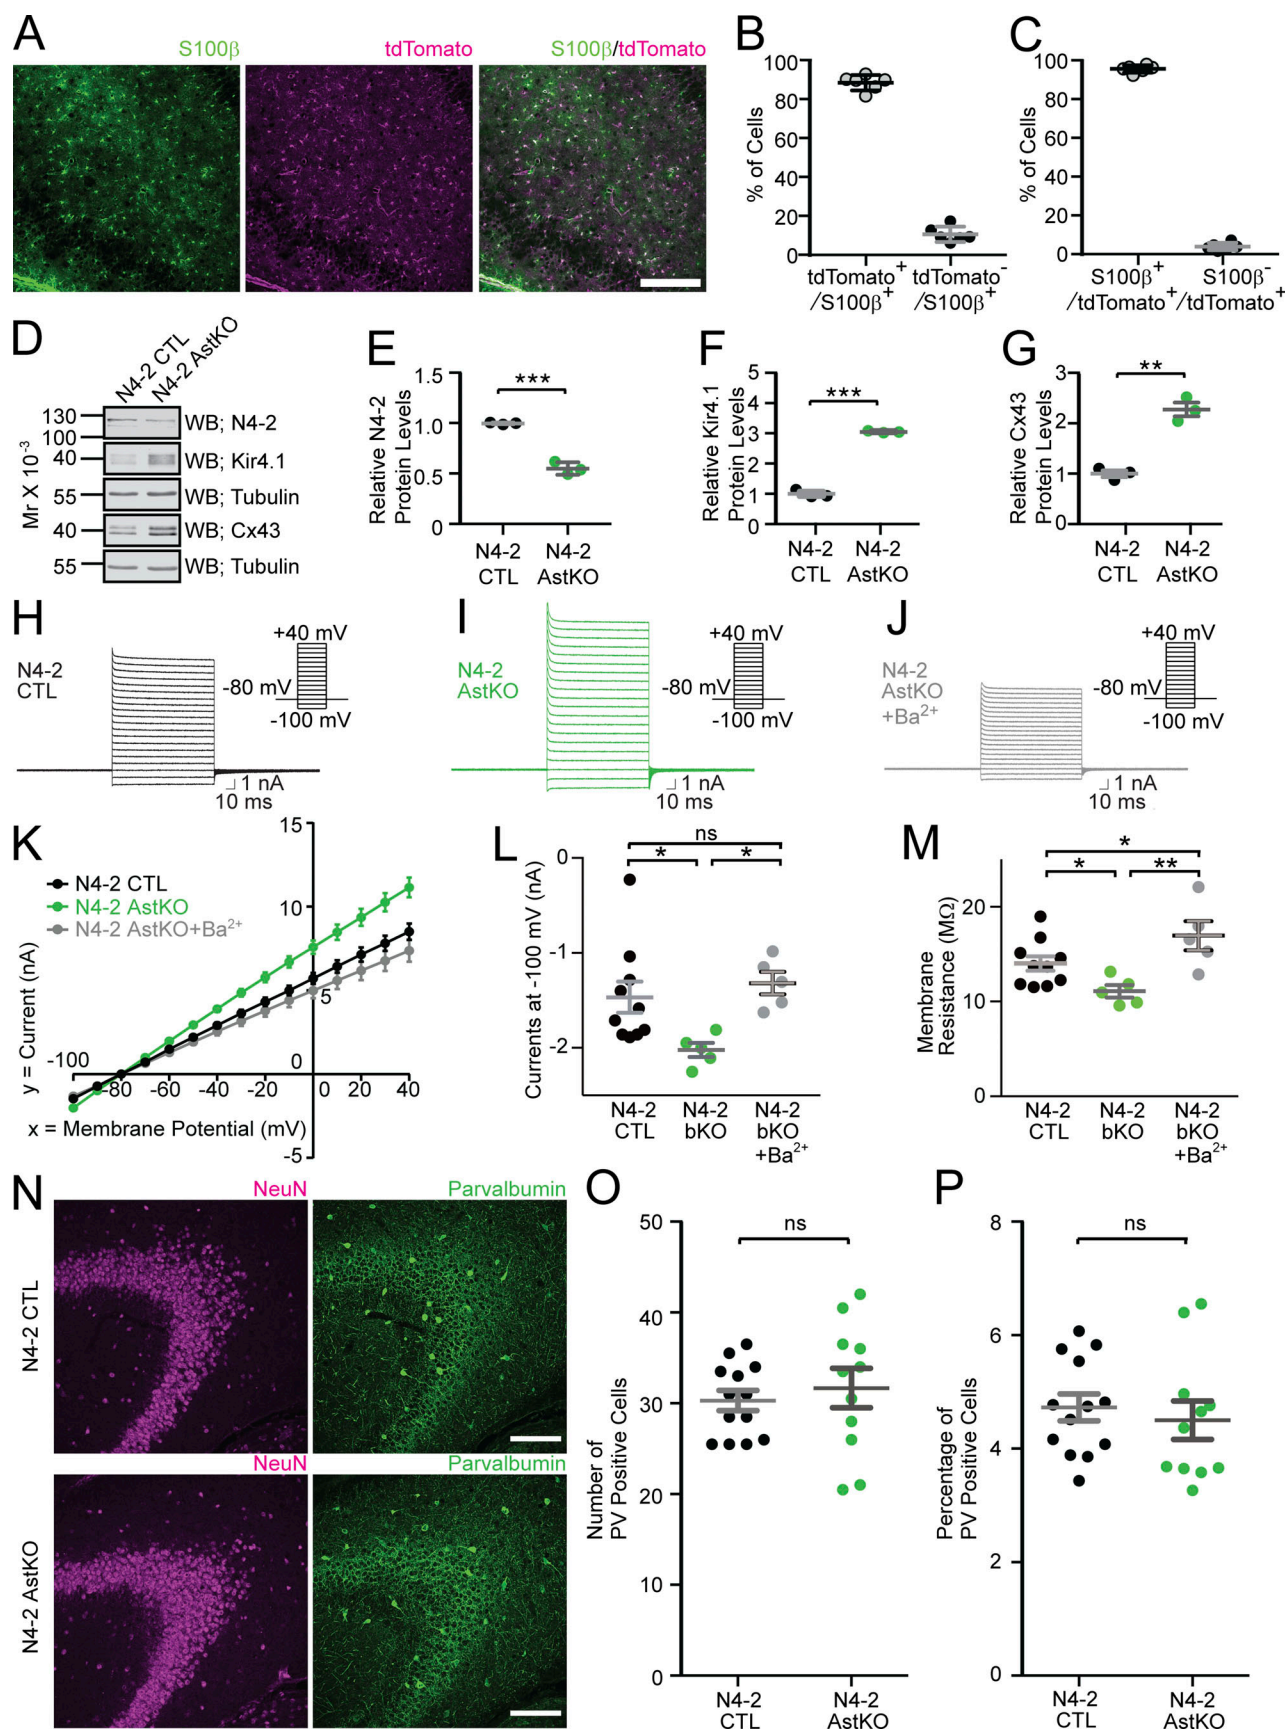 A
S100β
tdTomato
S100β/tdTomato
B
% of Cells
100
80
60
40
20
0
tdTomato⁺
/S100β⁺
tdTomato⁻
/S100β⁺
C
% of Cells
100
80
60
40
20
0
S100β⁺
/tdTomato⁺
S100β⁻
/tdTomato⁺
D
N4-2 CTL
N4-2 AstKO
Mr X 10⁻³
130
100
40
55
40
55
WB; N4-2
WB; Kir4.1
WB; Tubulin
WB; Cx43
WB; Tubulin
E
Relative N4-2
Protein Levels
1.5
1.0
0.5
0
***
N4-2
CTL
N4-2
AstKO
F
Relative Kir4.1
Protein Levels
5
4
3
2
1
0
***
N4-2
CTL
N4-2
AstKO
G
Relative Cx43
Protein Levels
3
2
1
0
**
N4-2
CTL
N4-2
AstKO
H
N4-2
CTL
+40 mV
-80 mV
-100 mV
1 nA
10 ms
I
N4-2
AstKO
+40 mV
-80 mV
-100 mV
1 nA
10 ms
J
N4-2
AstKO
+Ba²⁺
+40 mV
-80 mV
-100 mV
1 nA
10 ms
K
N4-2 CTL
N4-2 AstKO
N4-2 AstKO+Ba²⁺
y = Current (nA)
15
10
5
0
-5
-100
-80
-60
-40
-20
0
20
40
x = Membrane Potential (mV)
L
Currents at -100 mV (nA)
0
-1
-2
ns
*
*
N4-2
CTL
N4-2
bKO
N4-2
bKO
+Ba²⁺
M
Membrane
Resistance (MΩ)
20
10
0
*
*
**
N4-2
CTL
N4-2
bKO
N4-2
bKO
+Ba²⁺
N
NeuN
Parvalbumin
N4-2 CTL
NeuN
Parvalbumin
N4-2 AstKO
O
Number of
PV Positive Cells
50
40
30
20
10
0
ns
N4-2
CTL
N4-2
AstKO
P
Percentage of
PV Positive Cells
8
6
4
2
0
ns
N4-2
CTL
N4-2
AstKO